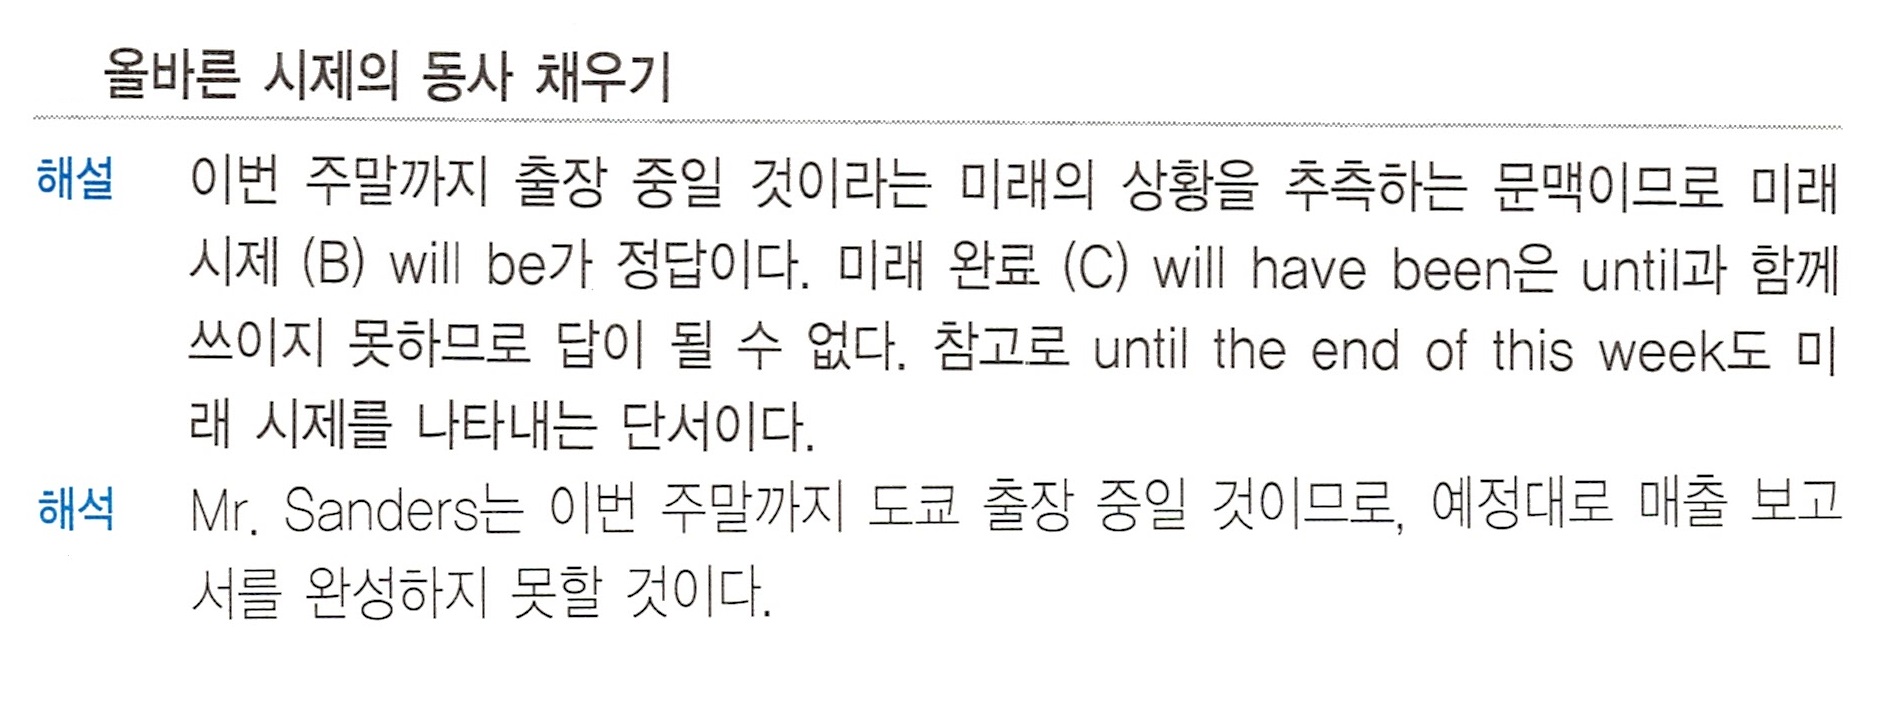 올바른 시제의 동사 채우기
해설 이번 주말까지 출장 중일 것이라는 미래의 상황을 추측하는 문맥이므로 미래
시제 (B) will be가 정답이다. 미래 완료 (C) will have been은 until과 함께
쓰이지 못하므로 답이 될 수 없다. 참고로 until the end of this week도 미
래 시제를 나타내는 단서이다.
해석 Mr. Sanders는 이번 주말까지 도쿄 출장 중일 것이므로, 예정대로 매출 보고
서를 완성하지 못할 것이다.